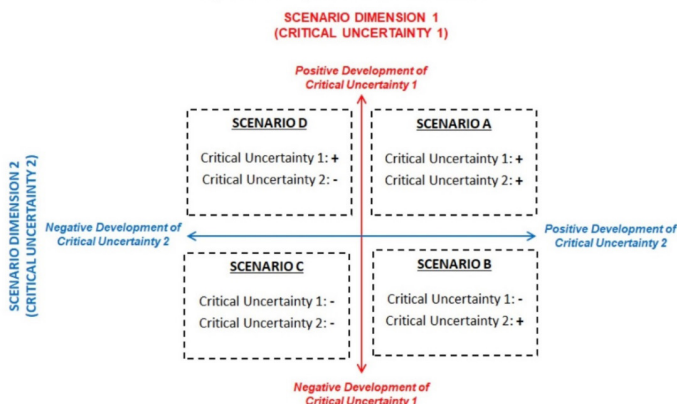 SCENARIO DIMENSION 1
(CRITICAL UNCERTAINTY 1)
Positive Development of
Critical Uncertainty 1
SCENARIO D
Critical Uncertainty 1: +
Critical Uncertainty 2: -
SCENARIO A
Critical Uncertainty 1: +
Critical Uncertainty 2: +
SCENARIO DIMENSION 2
(CRITICAL UNCERTAINTY 2)
Negative Development of
Critical Uncertainty 2
Positive Development of
Critical Uncertainty 2
SCENARIO C
Critical Uncertainty 1: -
Critical Uncertainty 2: -
SCENARIO B
Critical Uncertainty 1: -
Critical Uncertainty 2: +
Negative Development of
Critical Uncertainty 1